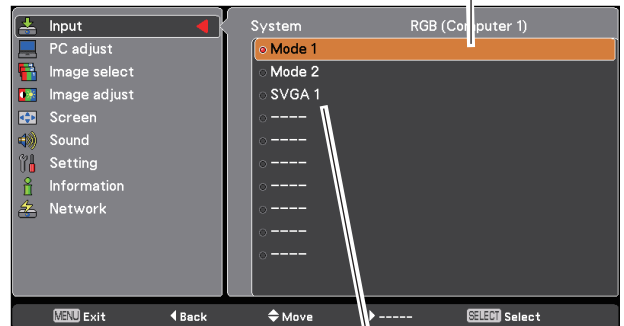 Input
PC adjust
Image select
Image adjust
Screen
Sound
Setting
Information
Network
System RGB (Computer 1)
Mode 1
Mode 2
SVGA 1
----
----
----
----
----
----
----
MENU Exit Back Move ----- SELECT Select